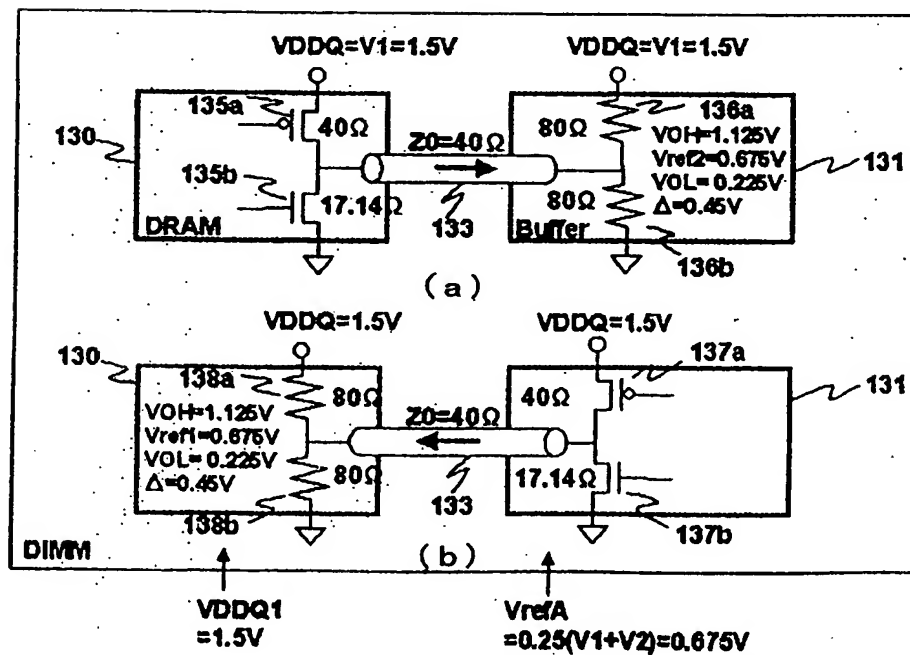 VDDQ=V1=1.5V
VDDQ=V1=1.5V
135a
40Ω
130
135b
17.14Ω
DRAM
Z0=40Ω
133
136a
80Ω
VOH=1.125V
Vref2=0.675V
VOL= 0.225V
Δ=0.45V
80Ω
131
Buffer
136b
(a)
VDDQ=1.5V
VDDQ=1.5V
130
138a
80Ω
VOH=1.125V
Vref1=0.675V
VOL= 0.225V
Δ=0.45V
80Ω
138b
Z0=40Ω
133
137a
40Ω
131
17.14Ω
137b
DIMM
(b)
VDDQ1
=1.5V
VrefA
=0.25(V1+V2)=0.675V